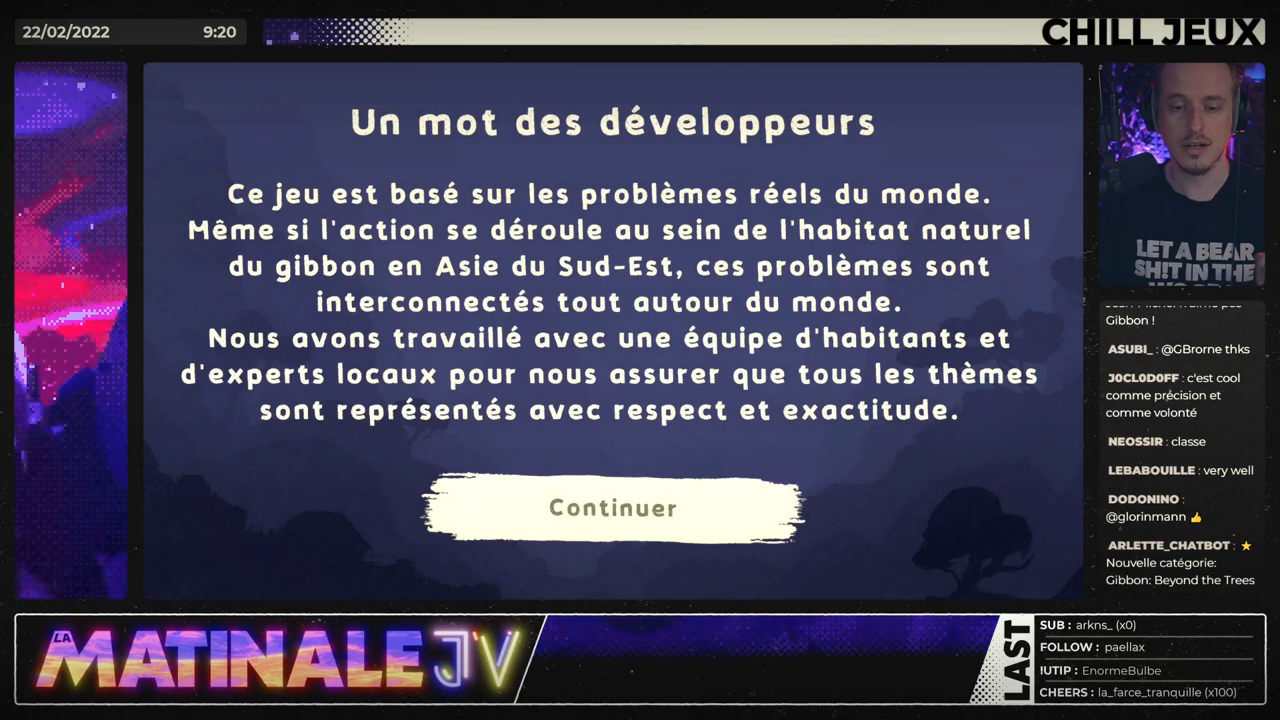 22/02/2022
9:20
CHILL JEUX
Un mot des développeurs
Ce jeu est basé sur les problèmes réels du monde.
Même si l'action se déroule au sein de l'habitat naturel
du gibbon en Asie du Sud-Est, ces problèmes sont
interconnectés tout autour du monde.
Nous avons travaillé avec une équipe d'habitants et
d'experts locaux pour nous assurer que tous les thèmes
sont représentés avec respect et exactitude.
Continuer
LET A BEAR
SH!T IN THE
Gibbon !
ASUBI_ : @GBrorne thks
J0CL0D0FF : c'est cool
comme précision et
comme volonté
NEOSSIR : classe
LEBABOUILLE : very well
DODONINO :
@glorinmann 👍
ARLETTE_CHATBOT : ⭐
Nouvelle catégorie:
Gibbon: Beyond the Trees
LA
MATINALE JV
LAST
SUB : arkns_ (x0)
FOLLOW : paellax
!UTIP : EnormeBulbe
CHEERS : la_farce_tranquille (x100)